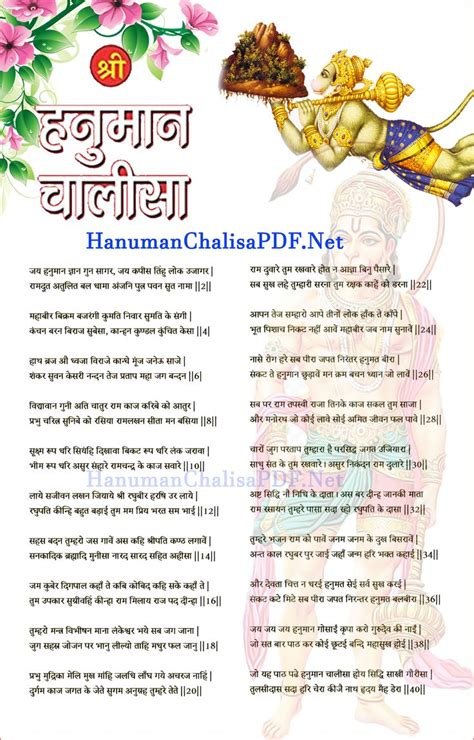 श्री
हनुमान
चालीसा
HanumanChalisaPDF.Net
जय हनुमान ज्ञान गुन सागर, जय कपीस तिंहु लोक उजागर |
रामदुत अतुलित बल धामा अंजनि पुत्र पवन सुत नामा ||2||
महाबीर बिक्रम बजरंगी कुमति निवार सुमति के संगी |
कंचन बरन बिराज सुबेसा, कान्हन कुण्डल कुंचित केसा ||4|
हाथ ब्रज औ ध्वजा विराजे कान्धे मूंज जनेऊ साजे |
शंकर सुवन केसरी नन्दन तेज प्रताप महा जग बन्दन ||6|
विद्यावान गुनी अति चातुर राम काज करिबे को आतुर |
प्रभु चरित्र सुनिबे को रसिया रामलखन सीता मन बसिया ||8||
सूक्ष्म रूप धरि सियंहि दिखावा बिकट रूप धरि लंक जरावा |
भीम रूप धरि असुर संहारे रामचन्द्र के काज सवारे ||10||
HanumanChalisaPDF.Net
लाये सजीवन लखन जियाये श्री रघुबीर हरषि उर लाये |
रघुपति कीन्हि बहुत बड़ाई तुम मम प्रिय भरत सम भाई ||12||
सहस बदन तुम्हरो जस गावें अस कहि श्रीपति कण्ठ लगावें |
सनकादिक ब्रह्मादि मुनीसा नारद सारद सहित अहीसा ||14||
जम कुबेर दिगपाल कहाँ ते कबि कोबिद कहि सके कहाँ ते |
तुम उपकार सुग्रीवहिं कीन्हा राम मिलाय राज पद दीन्हा ||16||
तुम्हरो मन्त्र विभीषन माना लंकेश्वर भये सब जग जाना |
जुग सहस्र जोजन पर भानु लील्यो ताहि मधुर फल जानु ||18||
प्रभु मुद्रिका मेलि मुख मांहि जलधि लाँघ गये अचरज नाहिं |
दुर्गम काज जगत के जेते सुगम अनुग्रह तुम्हरे तेते ||20||
राम दुवारे तुम रखवारे होत न आज्ञा बिनु पैसारे |
सब सुख लहे तुम्हारी सरना तुम रक्षक काहें को डरना ||22||
आपन तेज सम्हारो आपे तीनों लोक हाँक ते काँपे |
भूत पिशाच निकट नहीं आवें महाबीर जब नाम सुनावें ||24||
नासे रोग हरे सब पीरा जपत निरंतर हनुमत बीरा |
संकट ते हनुमान छुड़ावें मन क्रम बचन ध्यान जो लावें ||26||
सब पर राम तपस्वी राजा तिनके काज सकल तुम साजा |
और मनोरथ जो कोई लावे सोई अमित जीवन फल पावे ||28||
चारों जुग परताप तुम्हारा है परसिद्ध जगत उजियारा |
साधु संत के तुम रखवारे। असुर निकंदन राम दुलारे ||30||
अष्ट सिद्धि नौ निधि के दाता। अस बर दीन्ह जानकी माता
राम रसायन तुम्हरे पासा सदा रहो रघुपति के दासा ||32||
तुम्हरे भजन राम को पावें जनम जनम के दुख बिसरावें |
अन्त काल रघुबर पुर जाई जहाँ जन्म हरि भक्त कहाई ||34||
और देवता चित्त न धरई हनुमत सेई सर्व सुख करई |
संकट कटे मिटे सब पीरा जपत निरन्तर हनुमत बलबीरा ||36||
जय जय जय हनुमान गोसाईं कृपा करो गुरुदेव की नाईं |
जो सत बार पाठ कर कोई छूटई बन्दि महासुख होई ||38||
जो यह पाठ पढे हनुमान चालीसा होय सिद्धि साखी गौरीसा |
तुलसीदास सदा हरि चेरा कीजै नाथ हृदय मँह डेरा ||40||